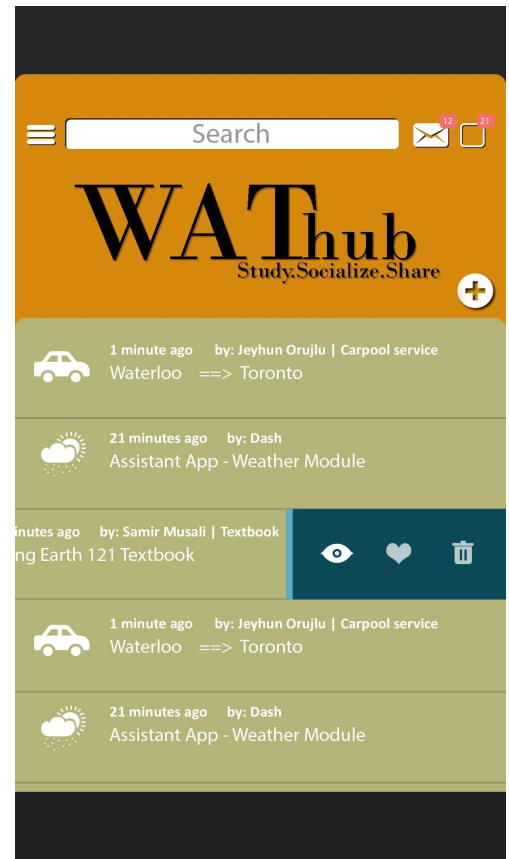 Search
12
21
WAThub
Study.Socialize.Share
1 minute ago by: Jeyhun Orujlu | Carpool service
Waterloo ==> Toronto
21 minutes ago by: Dash
Assistant App - Weather Module
inutes ago by: Samir Musali | Textbook
ng Earth 121 Textbook
1 minute ago by: Jeyhun Orujlu | Carpool service
Waterloo ==> Toronto
21 minutes ago by: Dash
Assistant App - Weather Module